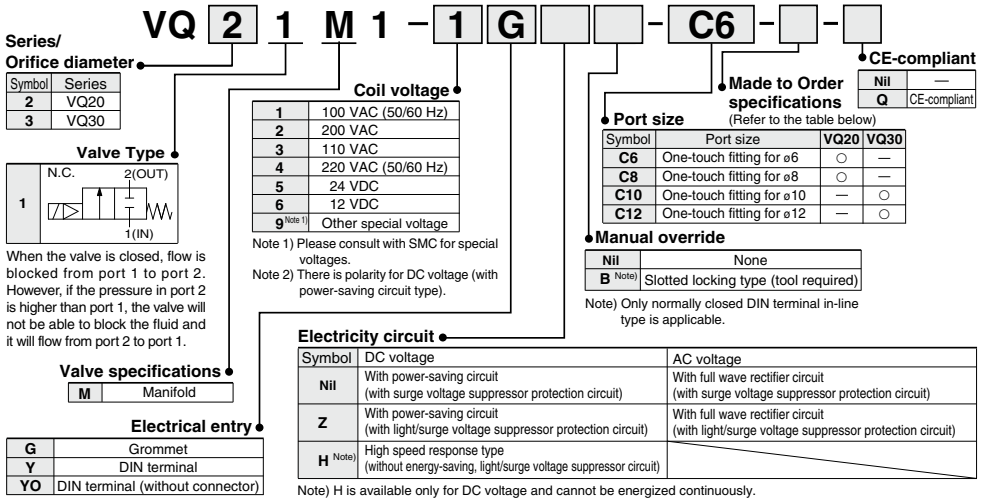 VQ 2 1 M 1 – 1 G – C6 – –
Series/
Orifice diameter
Symbol Series
2 VQ20
3 VQ30
Valve Type
1
N.C. 2(OUT)
1(IN)
When the valve is closed, flow is
blocked from port 1 to port 2.
However, if the pressure in port 2
is higher than port 1, the valve will
not be able to block the fluid and
it will flow from port 2 to port 1.
Valve specifications
M Manifold
Electrical entry
G Grommet
Y DIN terminal
YO DIN terminal (without connector)
Coil voltage
1 100 VAC (50/60 Hz)
2 200 VAC
3 110 VAC
4 220 VAC (50/60 Hz)
5 24 VDC
6 12 VDC
9 Note 1) Other special voltage
Note 1) Please consult with SMC for special
voltages.
Note 2) There is polarity for DC voltage (with
power-saving circuit type).
CE-compliant
Nil —
Q CE-compliant
Made to Order
specifications
(Refer to the table below)
Port size
Symbol Port size VQ20 VQ30
C6 One-touch fitting for ø6 ○ —
C8 One-touch fitting for ø8 ○ —
C10 One-touch fitting for ø10 — ○
C12 One-touch fitting for ø12 — ○
Manual override
Nil None
B Note) Slotted locking type (tool required)
Note) Only normally closed DIN terminal in-line
type is applicable.
Electricity circuit
Symbol DC voltage AC voltage
Nil
With power-saving circuit
(with surge voltage suppressor protection circuit)
With full wave rectifier circuit
(with surge voltage suppressor protection circuit)
Z
With power-saving circuit
(with light/surge voltage suppressor protection circuit)
With full wave rectifier circuit
(with light/surge voltage suppressor protection circuit)
H Note)
High speed response type
(without energy-saving, light/surge voltage suppressor circuit)
Note) H is available only for DC voltage and cannot be energized continuously.